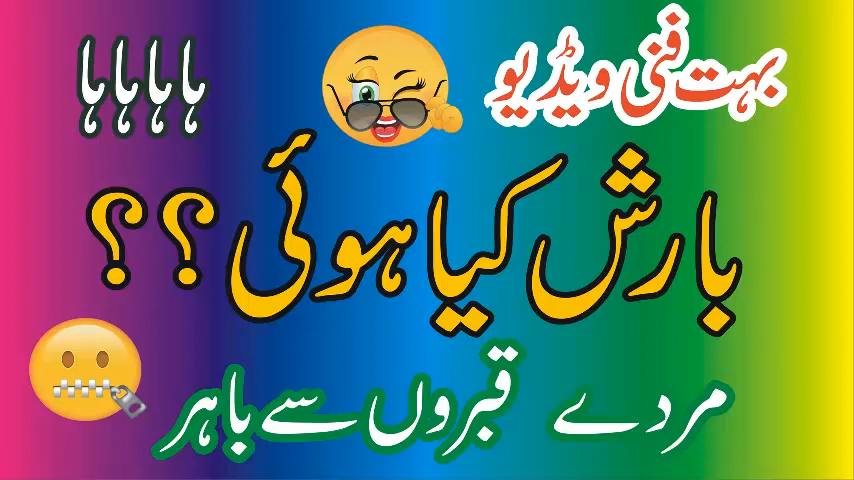 بہت فنی ویڈیو
ہاہاہاہا
بارش کیا ہوئی ؟ ؟
مردے قبروں سے باہر